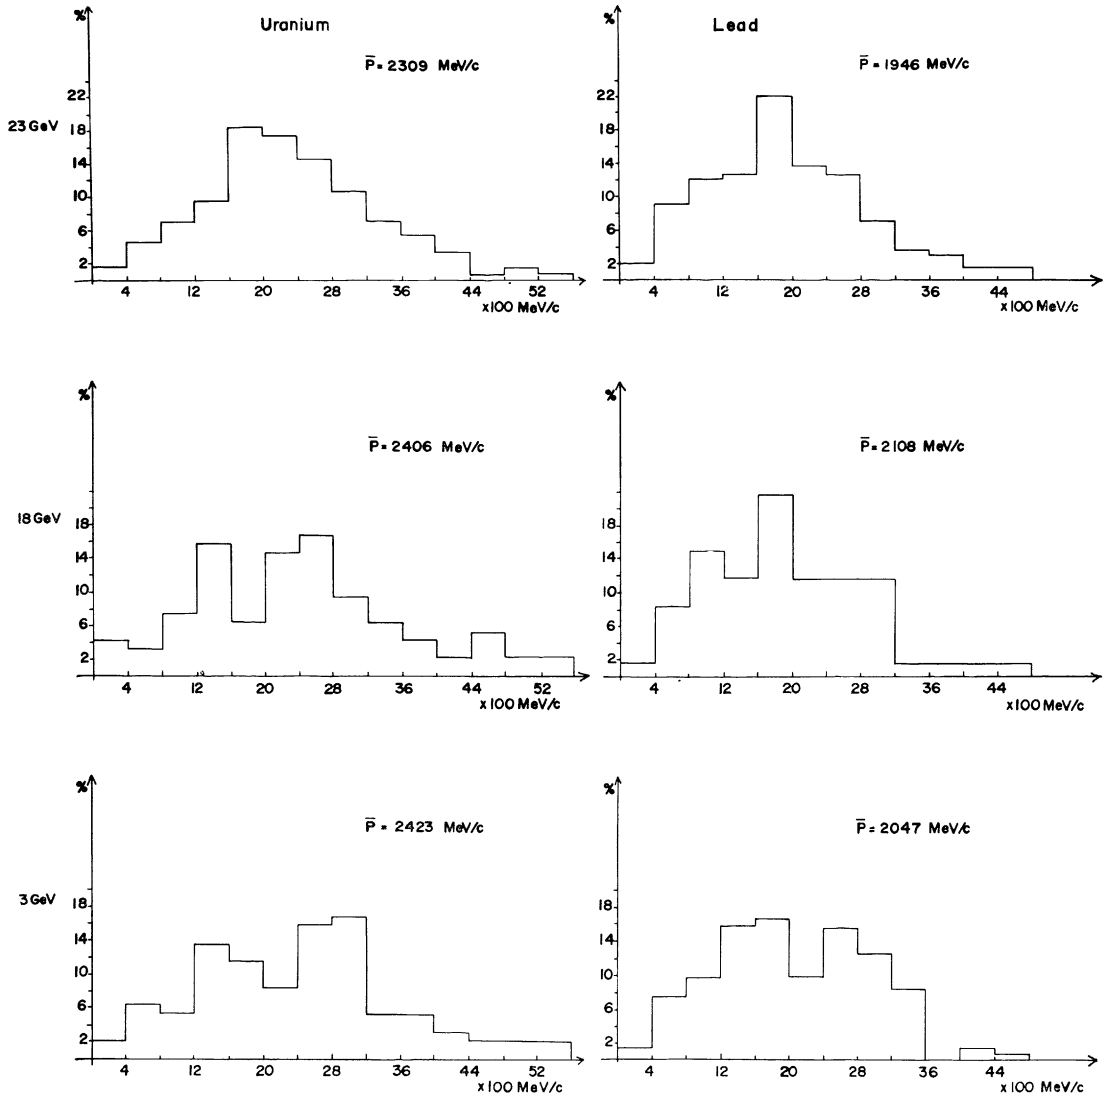 Uranium
Lead
%
%
P̄ = 2309 MeV/c
P̄ = 1946 MeV/c
23 GeV
22
18
14
10
6
2
22
18
14
10
6
2
4 12 20 28 36 44 52
x100 MeV/c
4 12 20 28 36 44
x100 MeV/c
%
%
P̄ = 2406 MeV/c
P̄ = 2108 MeV/c
18 GeV
18
14
10
6
2
18
14
10
6
2
4 12 20 28 36 44 52
x100 MeV/c
4 12 20 28 36 44
x100 MeV/c
%
%
P̄ = 2423 MeV/c
P̄ = 2047 MeV/c
3 GeV
18
14
10
6
2
18
14
10
6
2
4 12 20 28 36 44 52
x100 MeV/c
4 12 20 28 36 44
x100 MeV/c